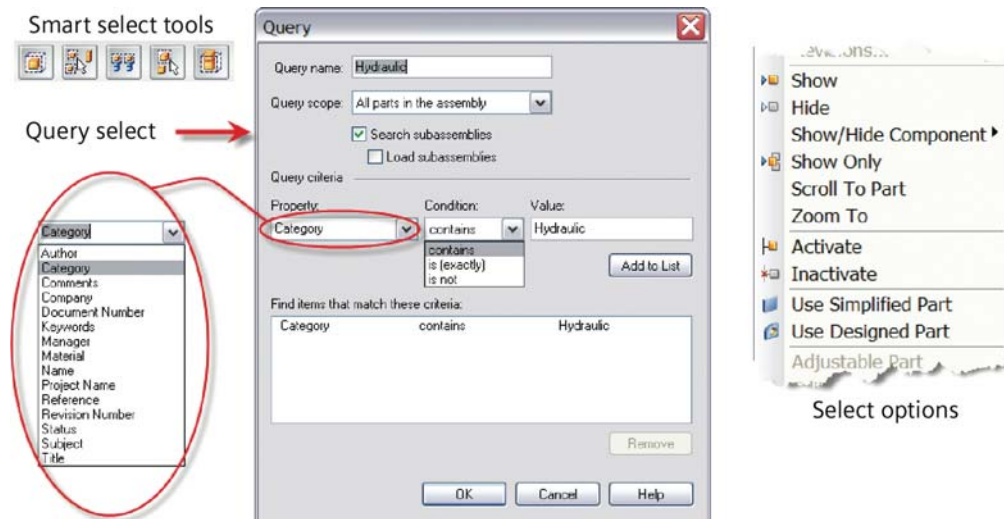 Smart select tools
Query select
Category
Author
Category
Comments
Company
Document Number
Keywords
Manager
Material
Name
Project Name
Reference
Revision Number
Status
Subject
Title
Query
Query name: Hydraulic
Query scope: All parts in the assembly
Search subassemblies
Load subassemblies
Query criteria
Property: Condition: Value:
Category contains Hydraulic
contains
is (exactly)
is not
Add to List
Find items that match these criteria:
Category contains Hydraulic
Remove
OK Cancel Help
Show
Hide
Show/Hide Component
Show Only
Scroll To Part
Zoom To
Activate
Inactivate
Use Simplified Part
Use Designed Part
Adjustable Part
Select options